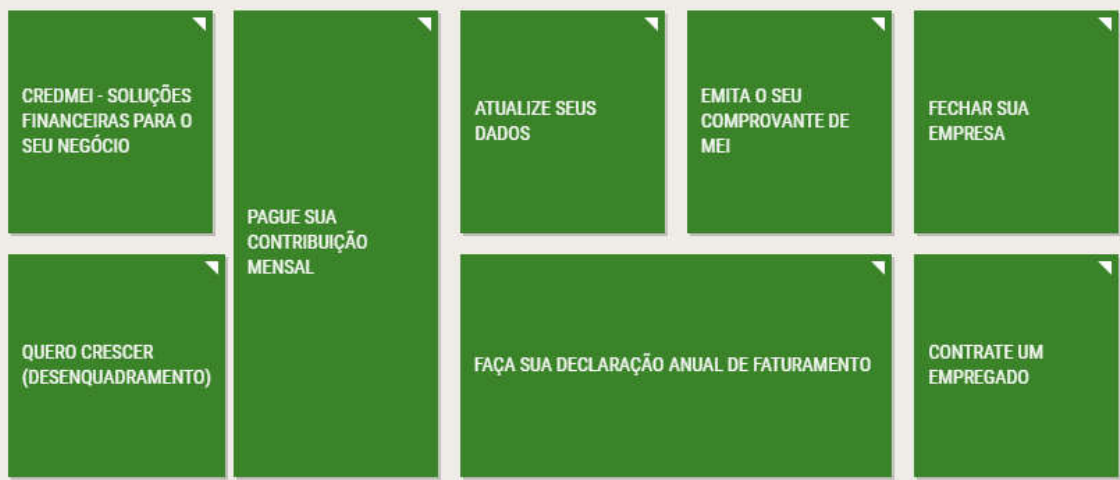 CREDMEI - SOLUÇÕES
FINANCEIRAS PARA O
SEU NEGÓCIO
PAGUE SUA
CONTRIBUIÇÃO
MENSAL
ATUALIZE SEUS
DADOS
EMITA O SEU
COMPROVANTE DE
MEI
FECHAR SUA
EMPRESA
QUERO CRESCER
(DESENQUADRAMENTO)
FAÇA SUA DECLARAÇÃO ANUAL DE FATURAMENTO
CONTRATE UM
EMPREGADO